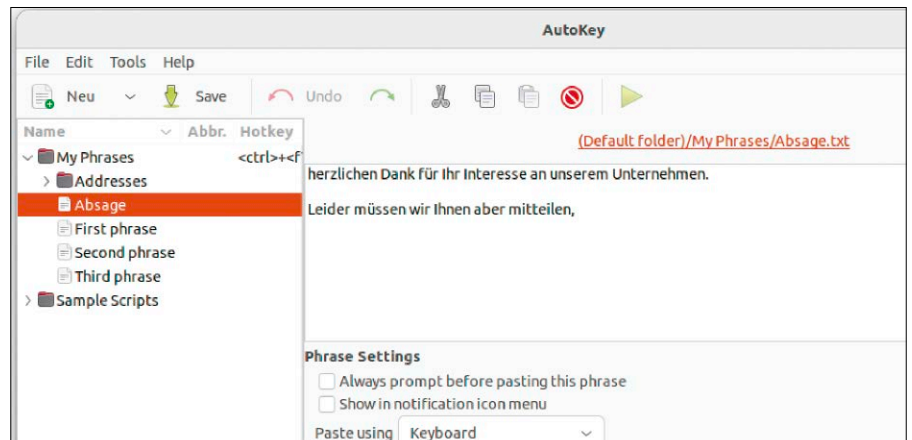 AutoKey
File Edit Tools Help
Neu Save Undo
Name Abbr. Hotkey
(Default folder)/My Phrases/Absage.txt
My Phrases <ctrl>+<f
Addresses
Absage
First phrase
Second phrase
Third phrase
Sample Scripts
herzlichen Dank für Ihr Interesse an unserem Unternehmen.
Leider müssen wir Ihnen aber mitteilen,
Phrase Settings
Always prompt before pasting this phrase
Show in notification icon menu
Paste using Keyboard